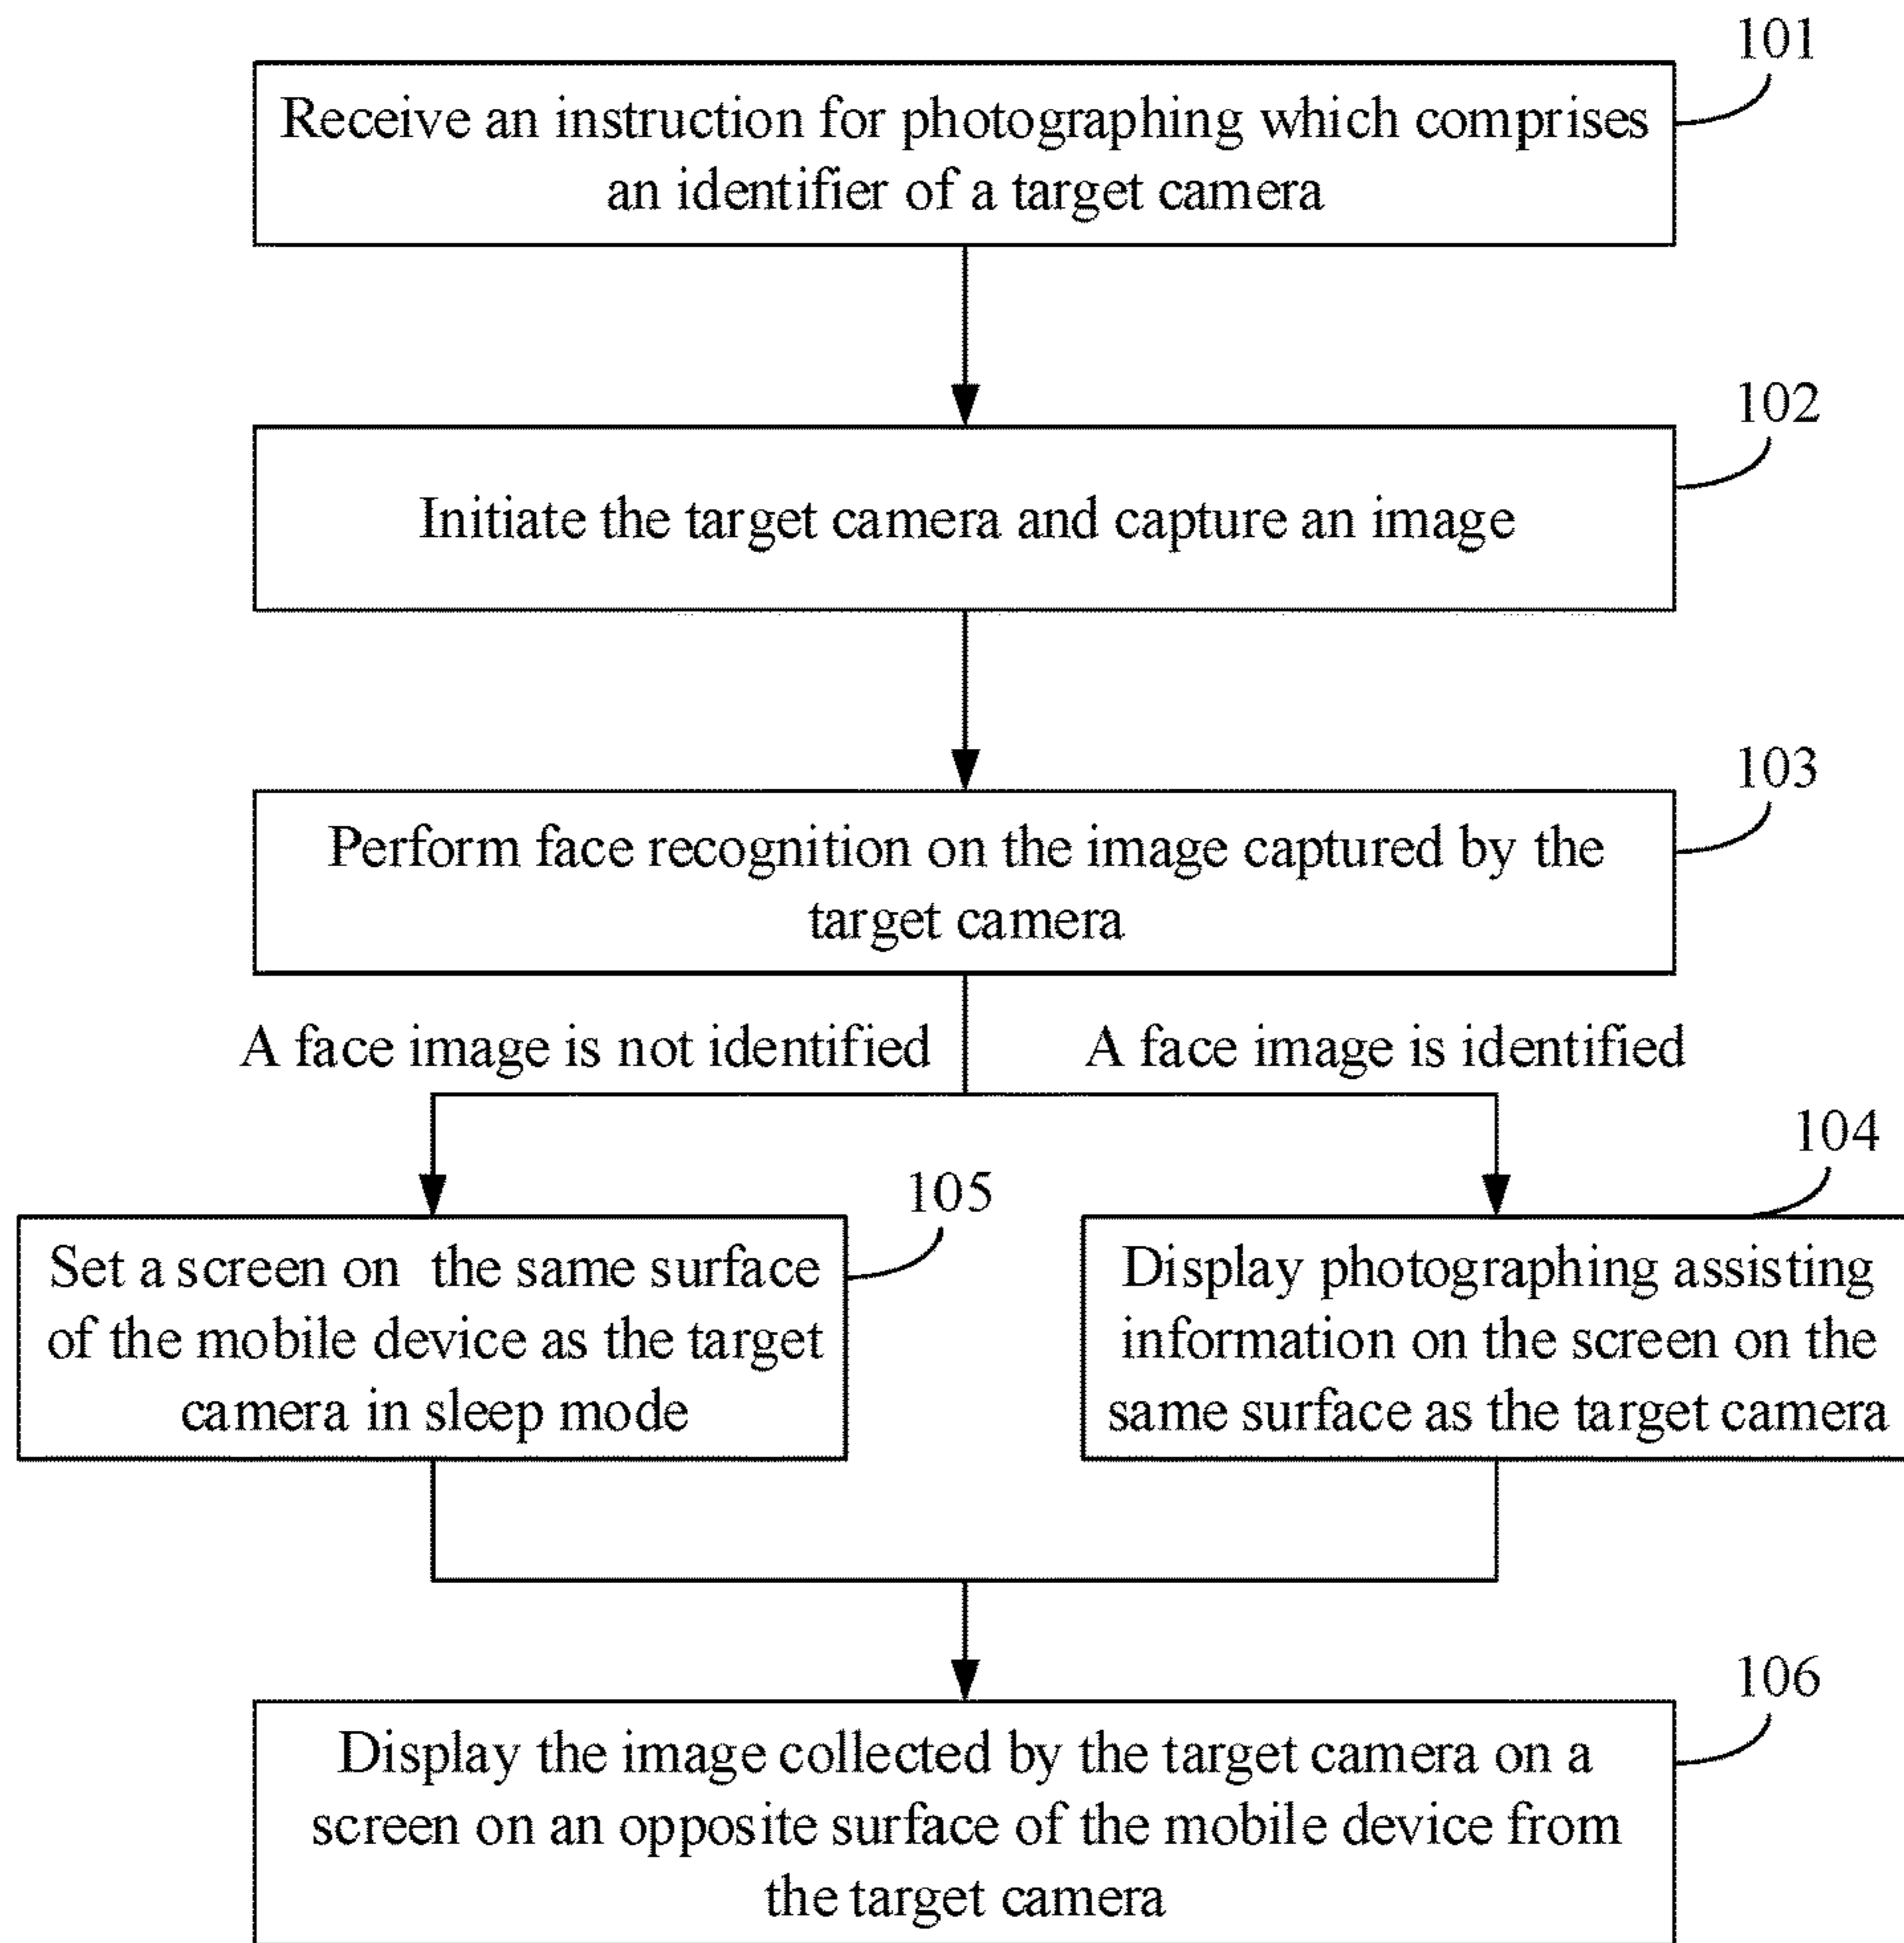 101
Receive an instruction for photographing which comprises
an identifier of a target camera
102
Initiate the target camera and capture an image
103
Perform face recognition on the image captured by the
target camera
A face image is not identified
A face image is identified
105
Set a screen on the same surface
of the mobile device as the target
camera in sleep mode
104
Display photographing assisting
information on the screen on the
same surface as the target camera
106
Display the image collected by the target camera on a
screen on an opposite surface of the mobile device from
the target camera